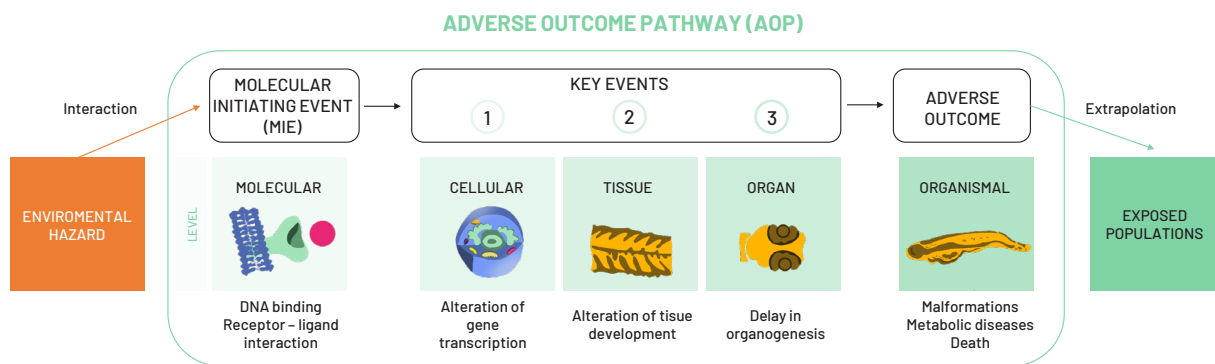 ADVERSE OUTCOME PATHWAY (AOP)
Interaction
MOLECULAR
INITIATING EVENT
(MIE)
KEY EVENTS
1
2
3
ADVERSE
OUTCOME
Extrapolation
ENVIROMENTAL
HAZARD
LEVEL
MOLECULAR
CELLULAR
TISSUE
ORGAN
ORGANISMAL
EXPOSED
POPULATIONS
DNA binding
Receptor – ligand
interaction
Alteration of
gene
transcription
Alteration of tisue
development
Delay in
organogenesis
Malformations
Metabolic diseases
Death